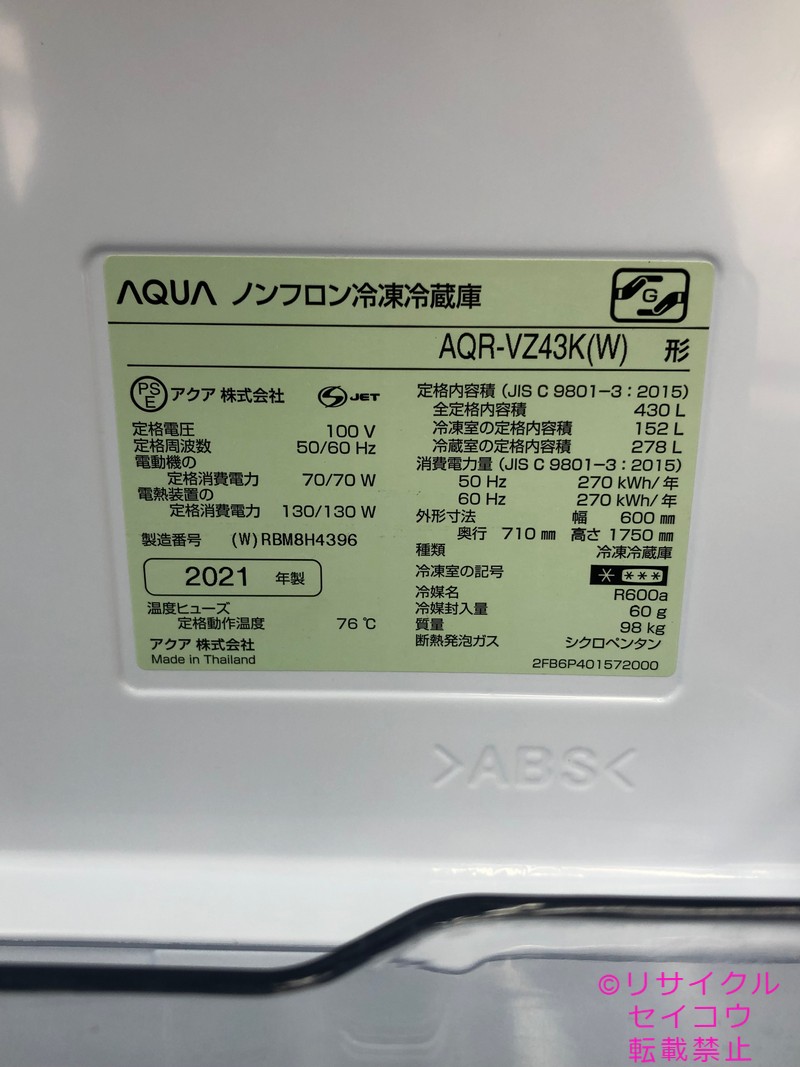 AQUA ノンフロン冷凍冷蔵庫
G
AQR-VZ43K(W) 形
PSE アクア 株式会社 S JET
定格電圧 100 V
定格周波数 50/60 Hz
電動機の
定格消費電力 70/70 W
電熱装置の
定格消費電力 130/130 W
製造番号 (W)RBM8H4396
2021 年製
温度ヒューズ
定格動作温度 76 ℃
アクア 株式会社
Made in Thailand
定格内容積 (JIS C 9801-3:2015)
全定格内容積 430 L
冷凍室の定格内容積 152 L
冷蔵室の定格内容積 278 L
消費電力量 (JIS C 9801-3:2015)
50 Hz 270 kWh/年
60 Hz 270 kWh/年
外形寸法 幅 600 mm
奥行 710 mm 高さ 1750 mm
種類 冷凍冷蔵庫
冷凍室の記号 * ***
冷媒名 R600a
冷媒封入量 60 g
質量 98 kg
断熱発泡ガス シクロペンタン
2FB6P401572000
>ABS<
©リサイクル
セイコウ
転載禁止